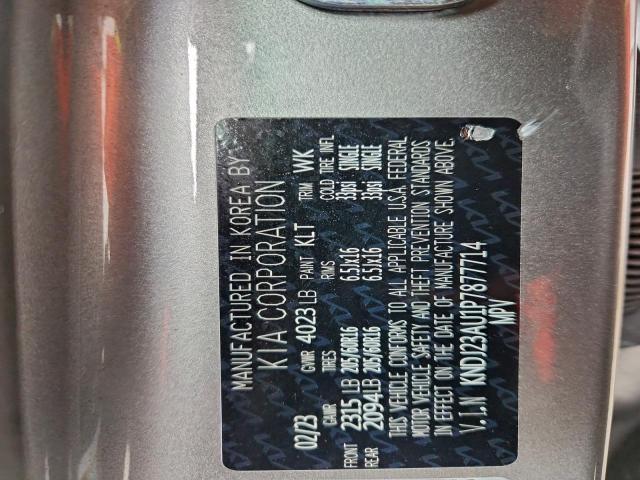 MANUFACTURED IN KOREA BY
KIA CORPORATION
02/23 GVWR 4023 LB PAINT KLT TRIM WK
GAWR TIRES RIMS COLD TIRE INFL
FRONT 2315 LB 205/60R16 6.5Jx16 33psi SINGLE
REAR 2094 LB 205/60R16 6.5Jx16 33psi SINGLE
THIS VEHICLE CONFORMS TO ALL APPLICABLE U.S.A. FEDERAL
MOTOR VEHICLE SAFETY AND THEFT PREVENTION STANDARDS
IN EFFECT ON THE DATE OF MANUFACTURE SHOWN ABOVE.
V.I.N KNDJ23AU1P7877714
MPV